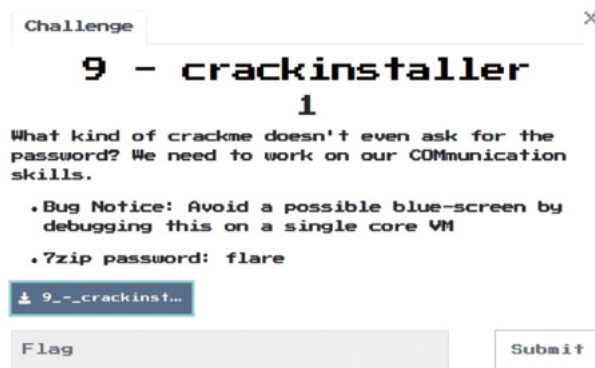 Challenge
×
9 - crackinstaller
1
What kind of crackme doesn't even ask for the
password? We need to work on our COMmunication
skills.
•Bug Notice: Avoid a possible blue-screen by
debugging this on a single core VM
•7zip password: flare
9_-_crackinst…
Flag
Submit